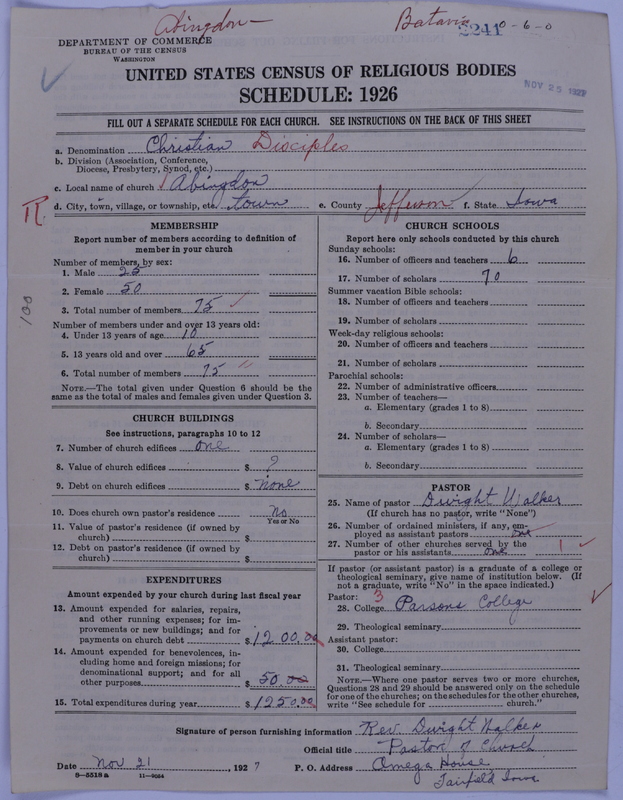 Abingdon
Batavia
2241 0-6-0
DEPARTMENT OF COMMERCE
BUREAU OF THE CENSUS
WASHINGTON
NOV 25 1927
UNITED STATES CENSUS OF RELIGIOUS BODIES
SCHEDULE: 1926
FILL OUT A SEPARATE SCHEDULE FOR EACH CHURCH. SEE INSTRUCTIONS ON THE BACK OF THIS SHEET
a. Denomination Christian Disciples
b. Division (Association, Conference, Diocese, Presbytery, Synod, etc.)
c. Local name of church Abingdon
d. City, town, village, or township, etc. town e. County Jefferson f. State Iowa
R
100
MEMBERSHIP
Report number of members according to definition of
member in your church
Number of members, by sex:
1. Male 25
2. Female 50
3. Total number of members 75
Number of members under and over 13 years old:
4. Under 13 years of age 10
5. 13 years old and over 65
6. Total number of members 75
NOTE.—The total given under Question 6 should be the
same as the total of males and females given under Question 3.
CHURCH BUILDINGS
See instructions, paragraphs 10 to 12
7. Number of church edifices one
8. Value of church edifices $ ?
9. Debt on church edifices $ None
10. Does church own pastor's residence no
Yes or No
11. Value of pastor's residence (if owned by
church) $
12. Debt on pastor's residence (if owned by
church) $
EXPENDITURES
Amount expended by your church during last fiscal year
13. Amount expended for salaries, repairs,
and other running expenses; for im-
provements or new buildings; and for
payments on church debt $ 1200.00
14. Amount expended for benevolences, in-
cluding home and foreign missions; for
denominational support; and for all
other purposes $ 50.00
15. Total expenditures during year $ 1250.00
CHURCH SCHOOLS
Report here only schools conducted by this church
Sunday schools:
16. Number of officers and teachers 6
17. Number of scholars 70
Summer vacation Bible schools:
18. Number of officers and teachers
19. Number of scholars
Week-day religious schools:
20. Number of officers and teachers
21. Number of scholars
Parochial schools:
22. Number of administrative officers
23. Number of teachers—
a. Elementary (grades 1 to 8)
b. Secondary
24. Number of scholars—
a. Elementary (grades 1 to 8)
b. Secondary
PASTOR
25. Name of pastor Dwight Walker
(If church has no pastor, write "None")
26. Number of ordained ministers, if any, em-
ployed as assistant pastors
27. Number of other churches served by the
pastor or his assistants one 1
If pastor (or assistant pastor) is a graduate of a college or
theological seminary, give name of institution below. (If
not a graduate, write "No" in the space indicated.)
Pastor: 3
28. College Parsons College
29. Theological seminary
Assistant pastor:
30. College
31. Theological seminary
NOTE.—Where one pastor serves two or more churches,
Questions 28 and 29 should be answered only on the schedule
for one of the churches; on the schedules for the other churches,
write "See schedule for church."
Signature of person furnishing information Rev. Dwight Walker
Official title Pastor of Church
Date Nov 21, 1927 P. O. Address Omega House
Fairfield Iowa
8-5518a 11-9064